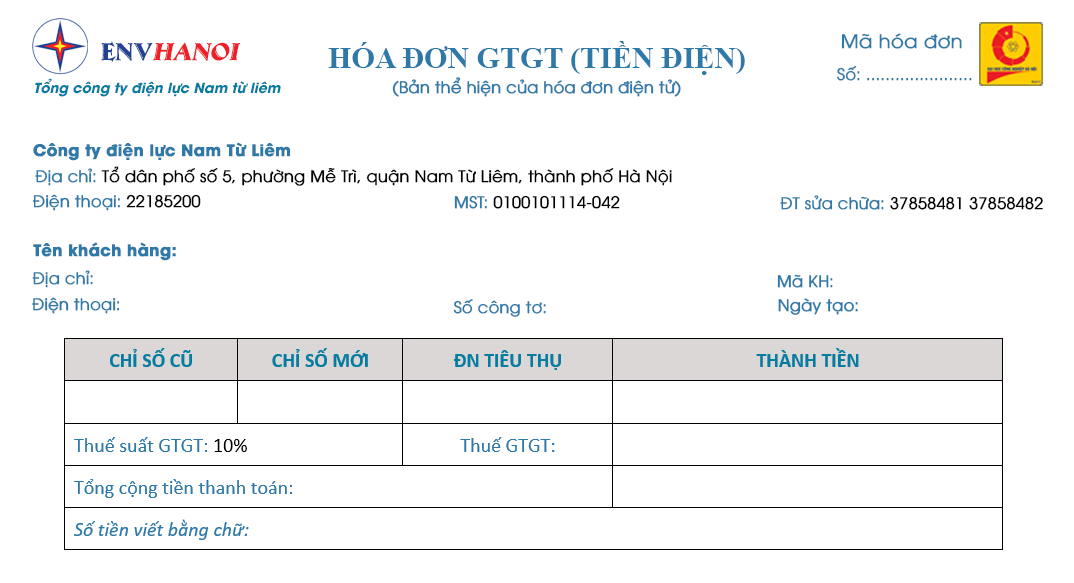 ENVHANOI
Tổng công ty điện lực Nam từ liêm
HÓA ĐƠN GTGT (TIỀN ĐIỆN)
(Bản thể hiện của hóa đơn điện tử)
Mã hóa đơn
Số: ......................
Công ty điện lực Nam Từ Liêm
Địa chỉ: Tổ dân phố số 5, phường Mễ Trì, quận Nam Từ Liêm, thành phố Hà Nội
Điện thoại: 22185200 MST: 0100101114-042 ĐT sửa chữa: 37858481 37858482
Tên khách hàng:
Địa chỉ: Mã KH:
Điện thoại: Số công tơ: Ngày tạo:
CHỈ SỐ CŨ CHỈ SỐ MỚI ĐN TIÊU THỤ THÀNH TIỀN
Thuế suất GTGT: 10% Thuế GTGT:
Tổng cộng tiền thanh toán:
Số tiền viết bằng chữ: